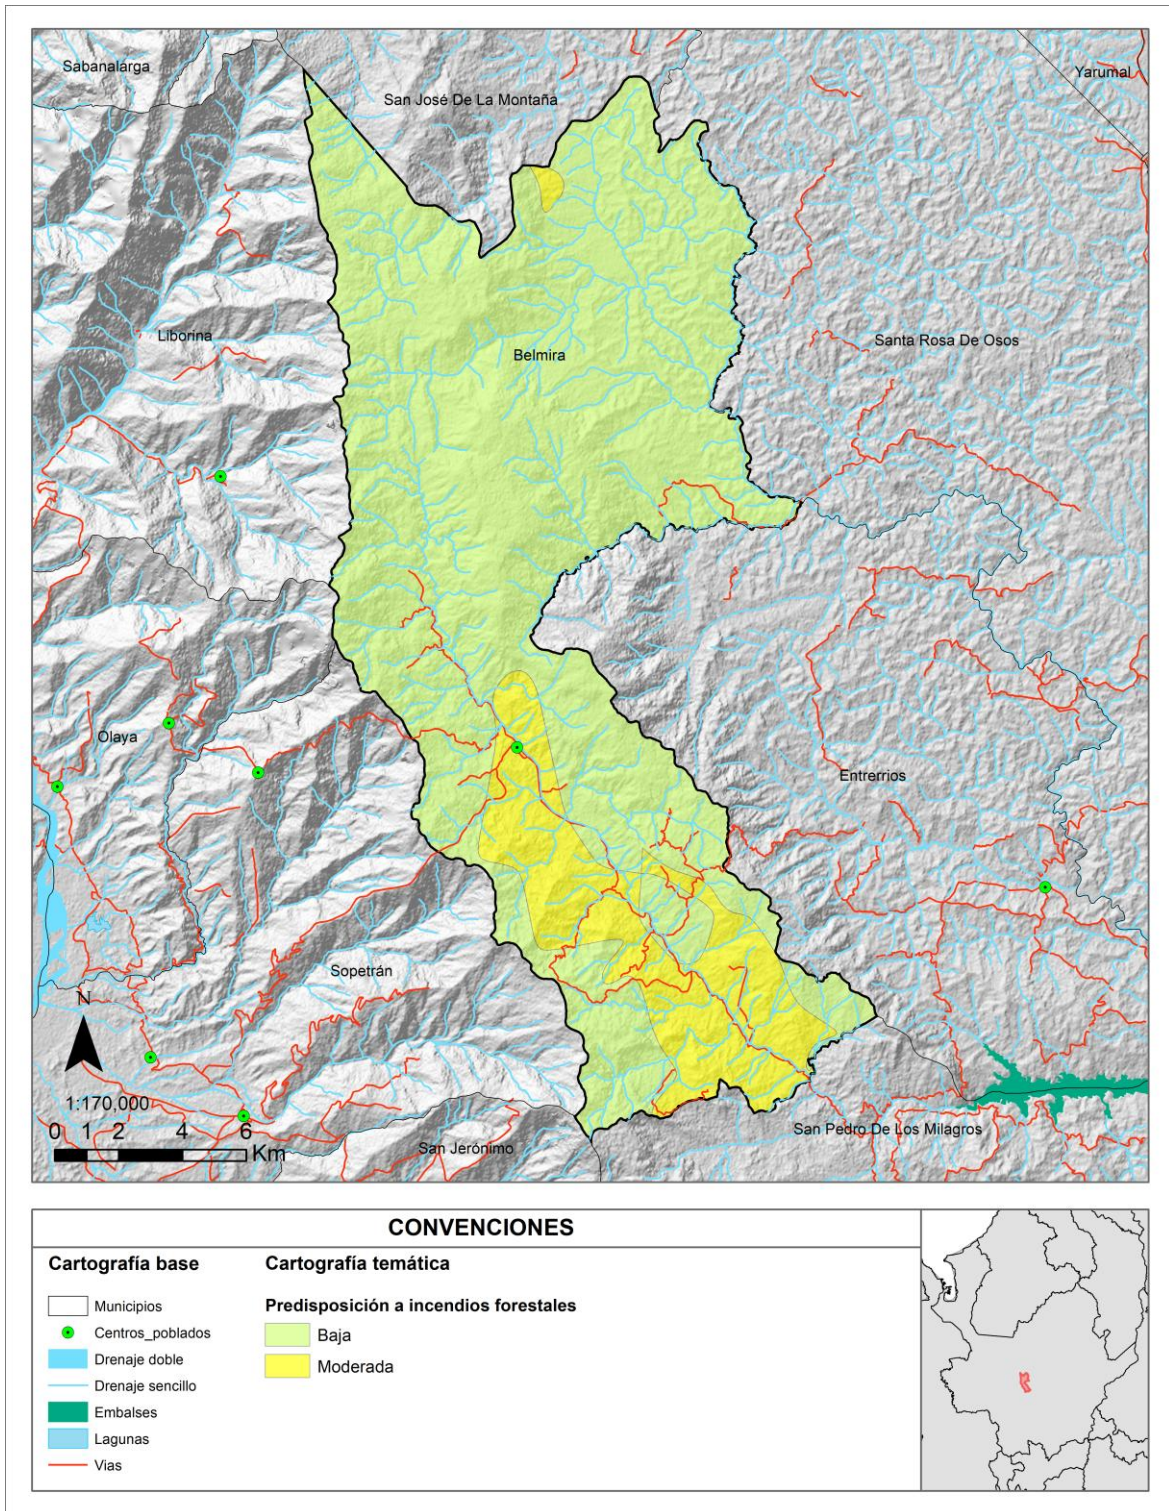 Sabanalarga
San José De La Montaña
Yarumal
Liborina
Belmira
Santa Rosa De Osos
Olaya
Entrerrios
Sopetrán
N
1:170,000
0 1 2 4 6
Km
San Jerónimo
San Pedro De Los Milagros
CONVENCIONES
Cartografía base
Municipios
Centros_poblados
Drenaje doble
Drenaje sencillo
Embalses
Lagunas
Vias
Cartografía temática
Predisposición a incendios forestales
Baja
Moderada